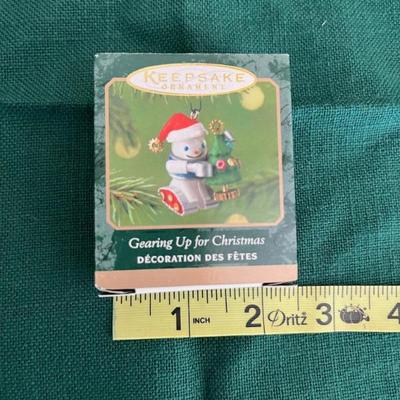 KEEPSAKE
ORNAMENT
Gearing Up for Christmas
DÉCORATION DES FÊTES
1 INCH 2 Dritz 3 4